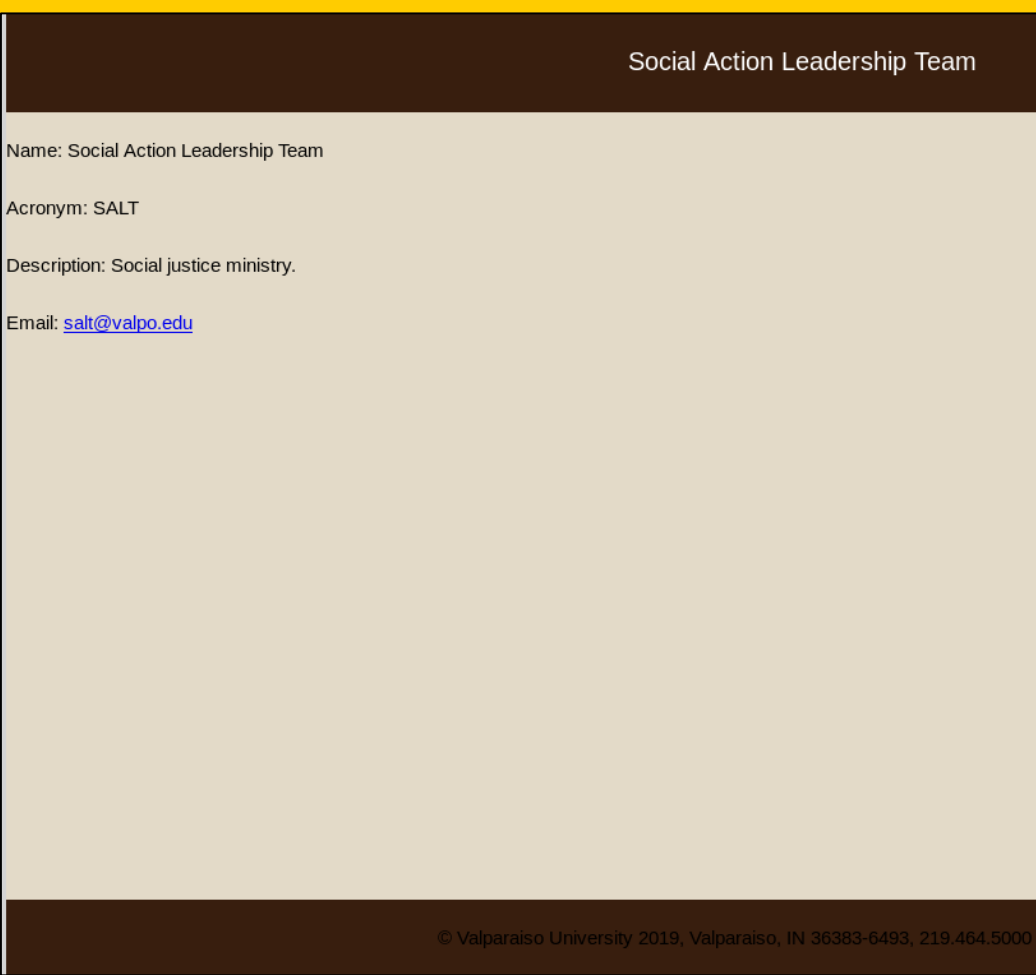 Social Action Leadership Team
Name: Social Action Leadership Team
Acronym: SALT
Description: Social justice ministry.
Email: salt@valpo.edu
© Valparaiso University 2019, Valparaiso, IN 36383-6493, 219.464.5000